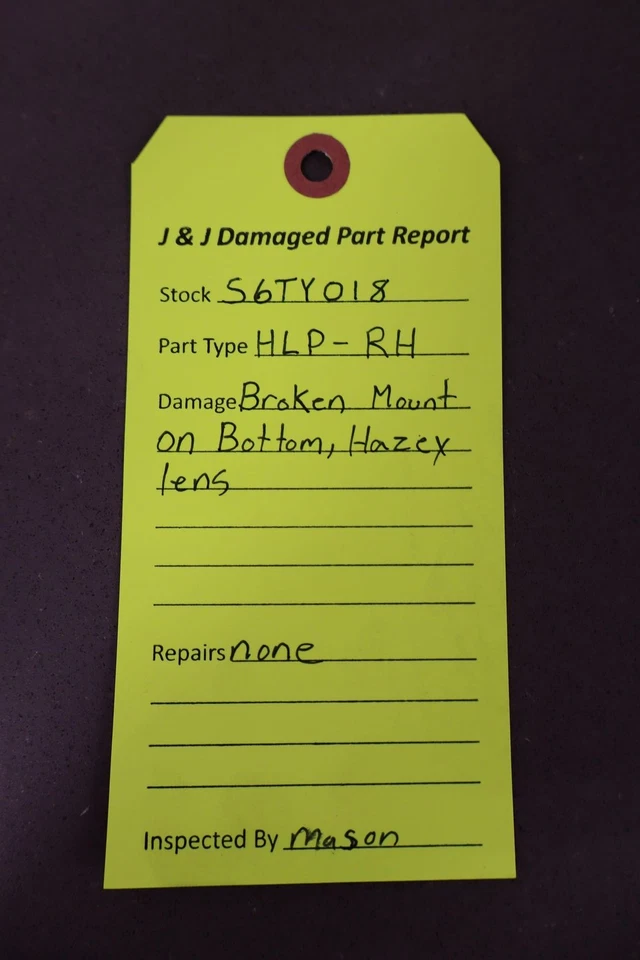 J & J Damaged Part Report
Stock S6TY018
Part Type HLP - RH
Damage Broken Mount
on Bottom, Hazey
lens
Repairs none
Inspected By Mason